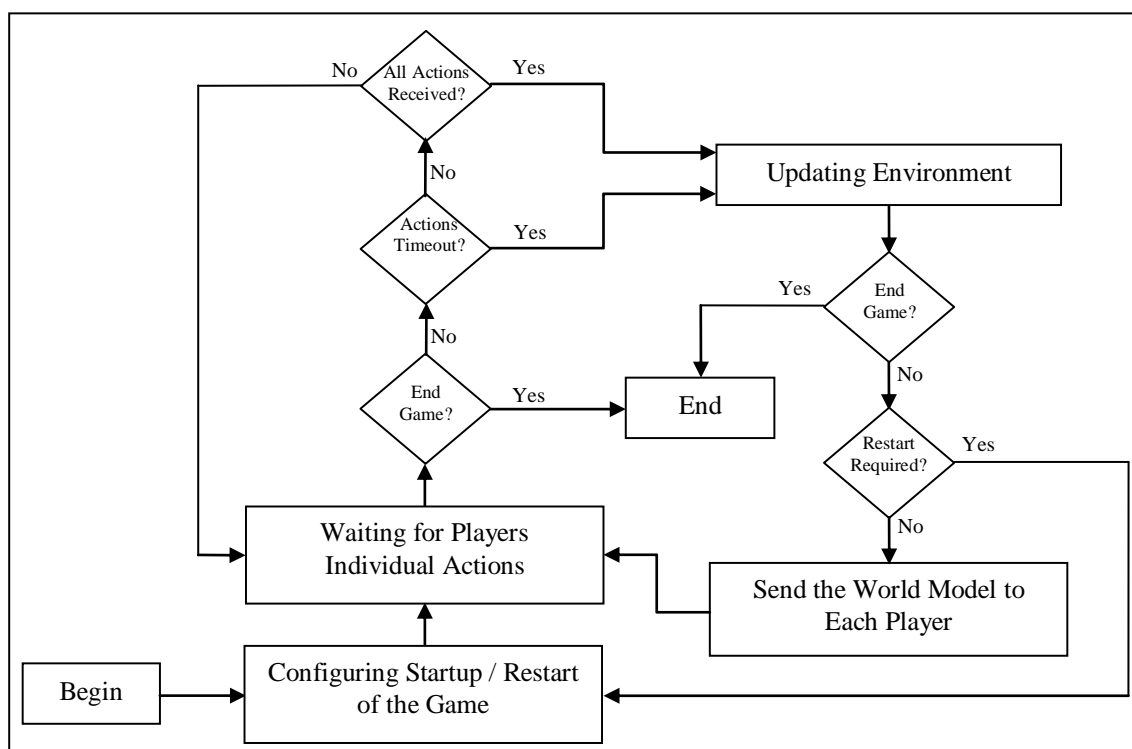 No
All Actions
Received?
Yes
Updating Environment
No
Actions
Timeout?
Yes
Yes
End
Game?
No
No
End
Game?
Yes
End
Restart
Required?
Yes
No
Waiting for Players
Individual Actions
Send the World Model to
Each Player
Begin
Configuring Startup / Restart
of the Game